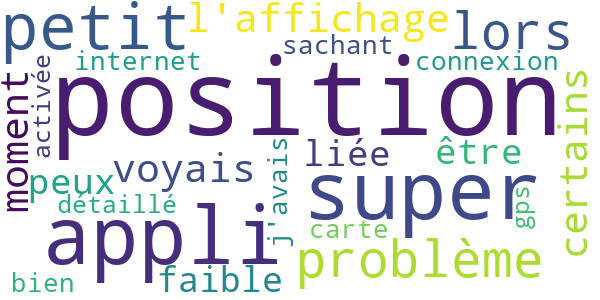 petit
l'affichage
lors
sachant
internet
connexion
activée
moment
position
certains
liée
être
voyais
j'avais
peux
super
détaillé
gps
appli
carte
problème
bien
faible